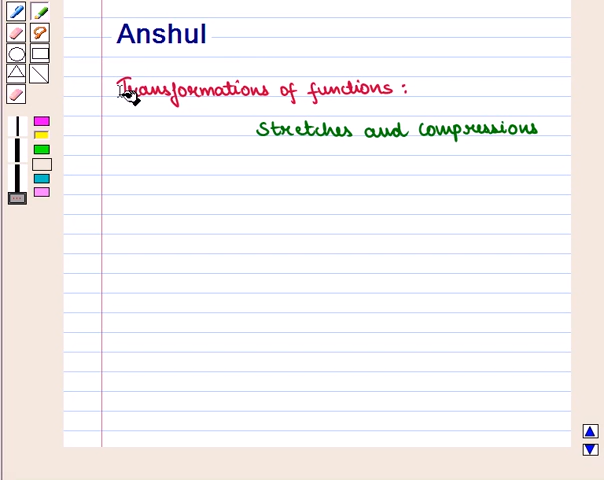 Anshul
Transformations of functions :
Stretches and compressions